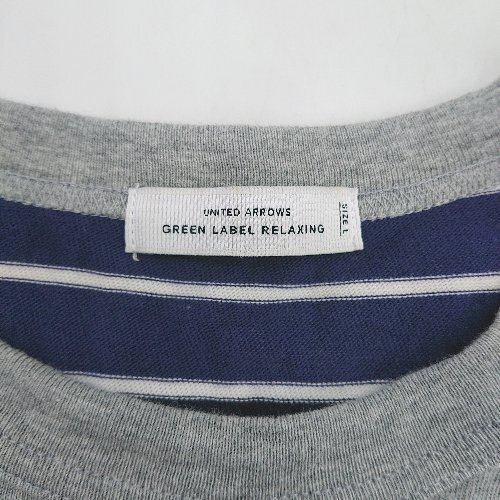 UNITED ARROWS
GREEN LABEL RELAXING
SIZE L